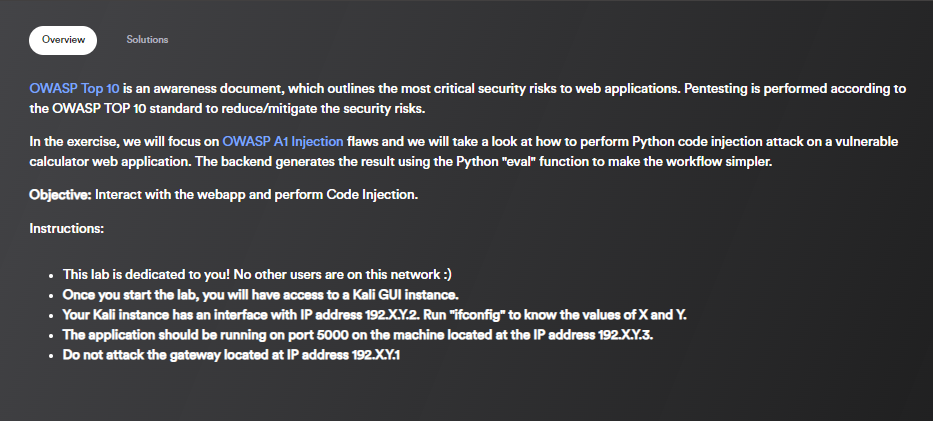 Overview
Solutions
OWASP Top 10 is an awareness document, which outlines the most critical security risks to web applications. Pentesting is performed according to
the OWASP TOP 10 standard to reduce/mitigate the security risks.
In the exercise, we will focus on OWASP A1 Injection flaws and we will take a look at how to perform Python code injection attack on a vulnerable
calculator web application. The backend generates the result using the Python "eval" function to make the workflow simpler.
Objective: Interact with the webapp and perform Code Injection.
Instructions:
• This lab is dedicated to you! No other users are on this network :)
• Once you start the lab, you will have access to a Kali GUI instance.
• Your Kali instance has an interface with IP address 192.X.Y.2. Run "ifconfig" to know the values of X and Y.
• The application should be running on port 5000 on the machine located at the IP address 192.X.Y.3.
• Do not attack the gateway located at IP address 192.X.Y.1